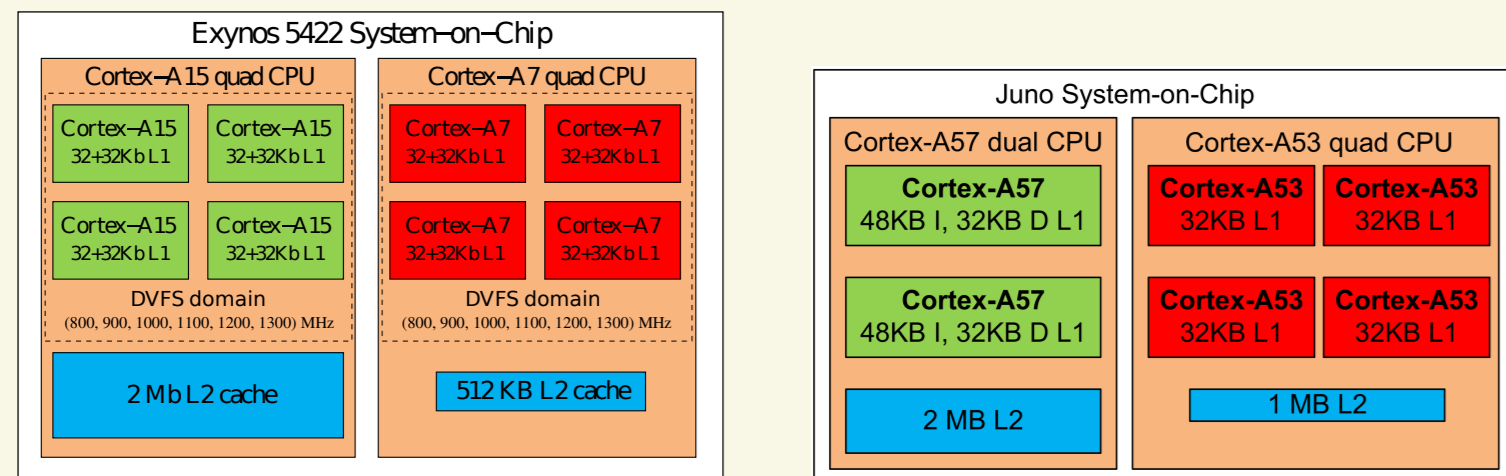 Exynos 5422 System–on–Chip
Cortex–A15 quad CPU
Cortex–A15
32+32Kb L1
Cortex–A15
32+32Kb L1
Cortex–A15
32+32Kb L1
Cortex–A15
32+32Kb L1
DVFS domain
(800, 900, 1000, 1100, 1200, 1300) MHz
2 Mb L2 cache
Cortex–A7 quad CPU
Cortex–A7
32+32Kb L1
Cortex–A7
32+32Kb L1
Cortex–A7
32+32Kb L1
Cortex–A7
32+32Kb L1
DVFS domain
(800, 900, 1000, 1100, 1200, 1300) MHz
512 KB L2 cache
Juno System-on-Chip
Cortex-A57 dual CPU
Cortex-A57
48KB I, 32KB D L1
Cortex-A57
48KB I, 32KB D L1
2 MB L2
Cortex-A53 quad CPU
Cortex-A53
32KB L1
Cortex-A53
32KB L1
Cortex-A53
32KB L1
Cortex-A53
32KB L1
1 MB L2